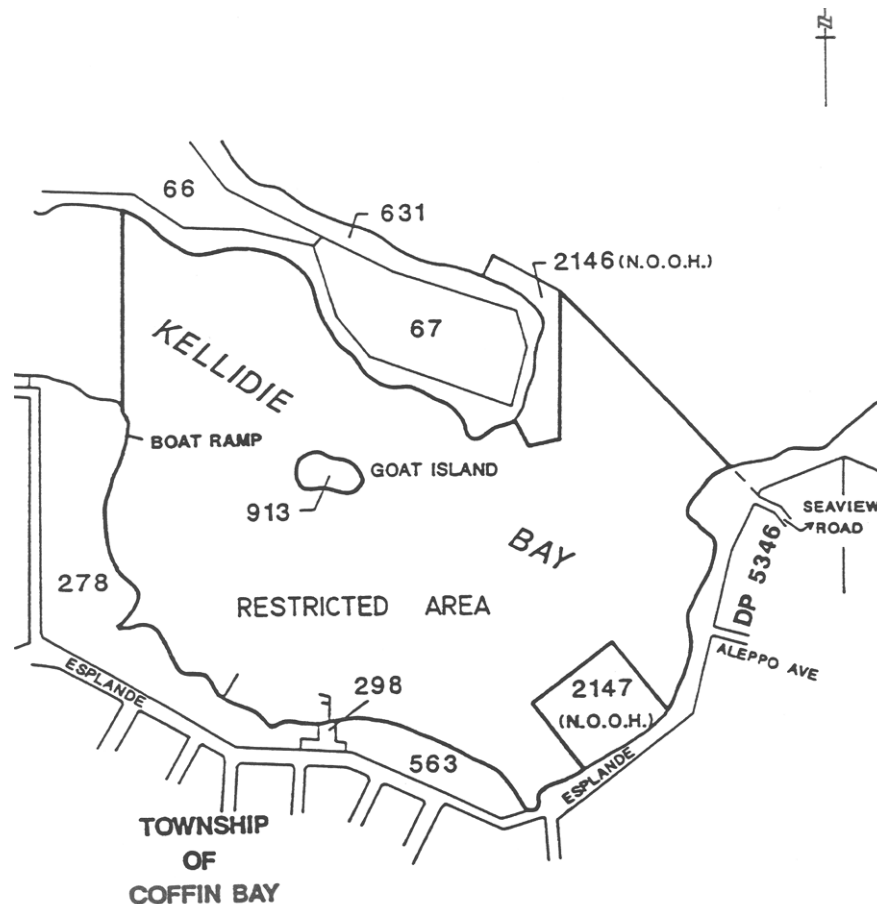 N
66
631
2146 (N.O.O.H.)
67
KELLIDIE
BOAT RAMP
GOAT ISLAND
913
SEAVIEW
ROAD
BAY
DP 5346
278
RESTRICTED AREA
ALEPPO AVE
ESPLANDE
298
2147
(N.O.O.H.)
563
ESPLANDE
TOWNSHIP
OF
COFFIN BAY